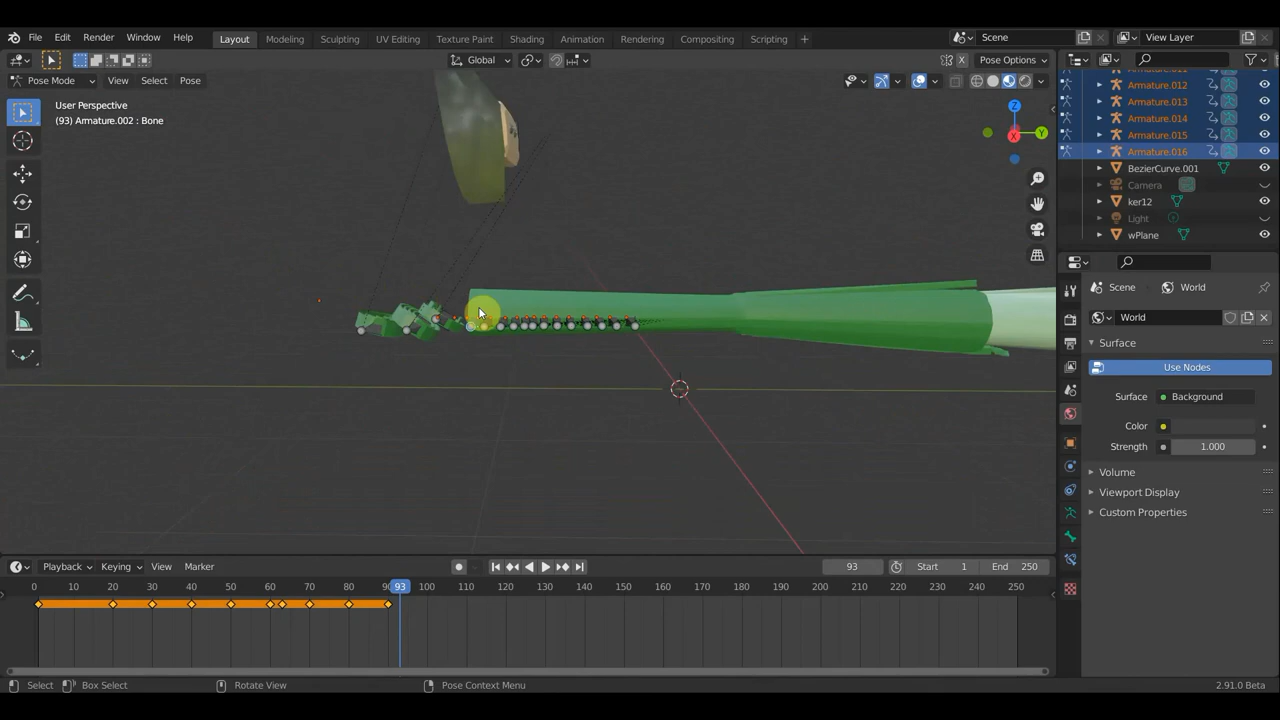 File Edit Render Window Help Layout Modeling Sculpting UV Editing Texture Paint Shading Animation Rendering Compositing Scripting + Scene View Layer
Global Pose Options
Pose Mode View Select Pose
X
User Perspective
(93) Armature.002 : Bone
Z
Y
X
Armature.012
Armature.013
Armature.014
Armature.015
Armature.016
BezierCurve.001
Camera
ker12
Light
wPlane
Scene > World
World
Surface
Use Nodes
Surface Background
Color
Strength 1.000
Volume
Viewport Display
Custom Properties
Playback Keying View Marker 93 Start 1 End 250
0 10 20 30 40 50 60 70 80 93 100 110 120 130 140 150 160 170 180 190 200 210 220 230 240 250
Select Box Select Rotate View Pose Context Menu 2.91.0 Beta